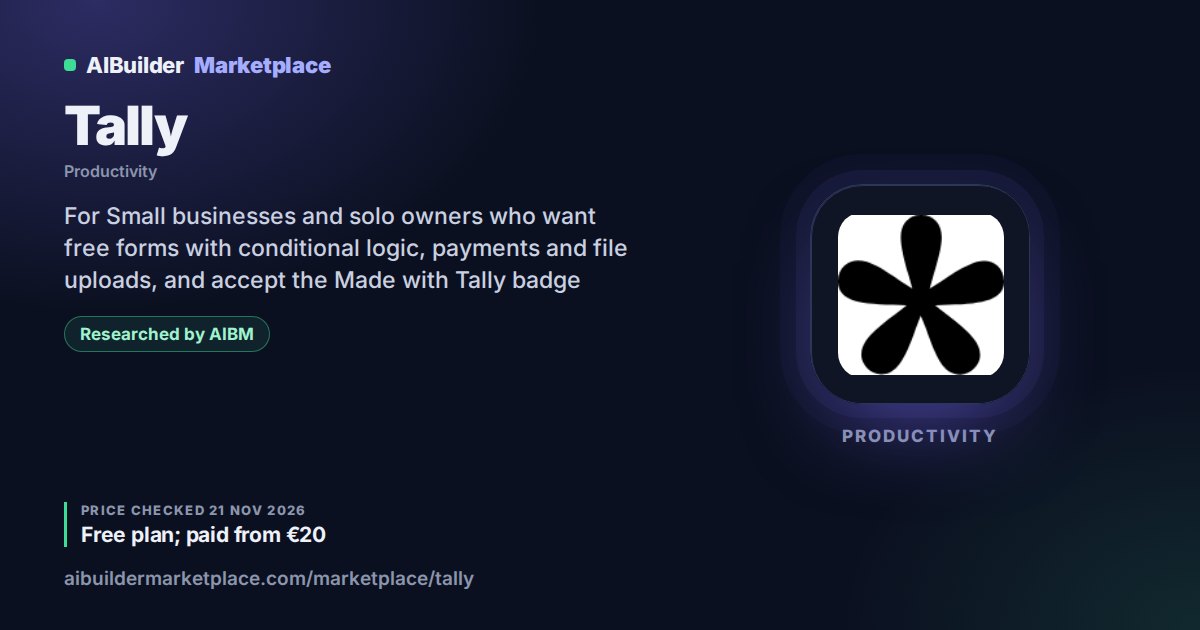 AIBuilder Marketplace
Tally
Productivity
For Small businesses and solo owners who want
free forms with conditional logic, payments and file
uploads, and accept the Made with Tally badge
Researched by AIBM
PRODUCTIVITY
PRICE CHECKED 21 NOV 2026
Free plan; paid from €20
aibuildermarketplace.com/marketplace/tally